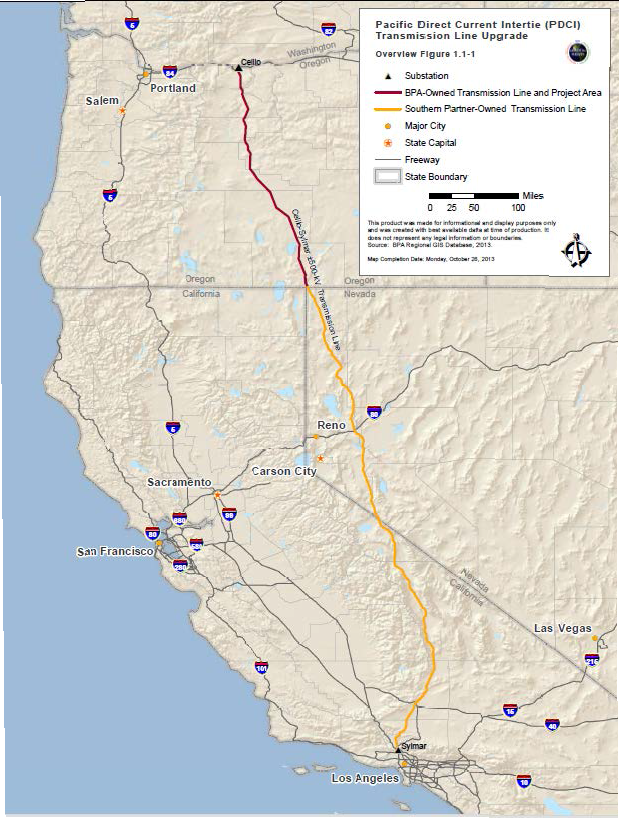 Pacific Direct Current Intertie (PDCI)
Transmission Line Upgrade
Overview Figure 1.1-1
Substation
BPA-Owned Transmission Line and Project Area
Southern Partner-Owned Transmission Line
Major City
State Capital
Freeway
State Boundary
Miles
0 25 50 100
This product was made for informational and display purposes only
and was created with best available data at time of production. It
does not represent any legal information or boundaries.
Source: BPA Regional GIS Database, 2013.
Map Completion Date: Monday, October 28, 2013
5
82
Washington
Oregon
Celilo
84
Portland
Salem
5
Celilo-Sylmar ±500-kV Transmission Line
Oregon
California
Oregon
Nevada
80
Reno
5
Carson City
Sacramento
99
680
80
San Francisco
280
Nevada
California
Las Vegas
215
101
15
40
Sylmar
Los Angeles
10